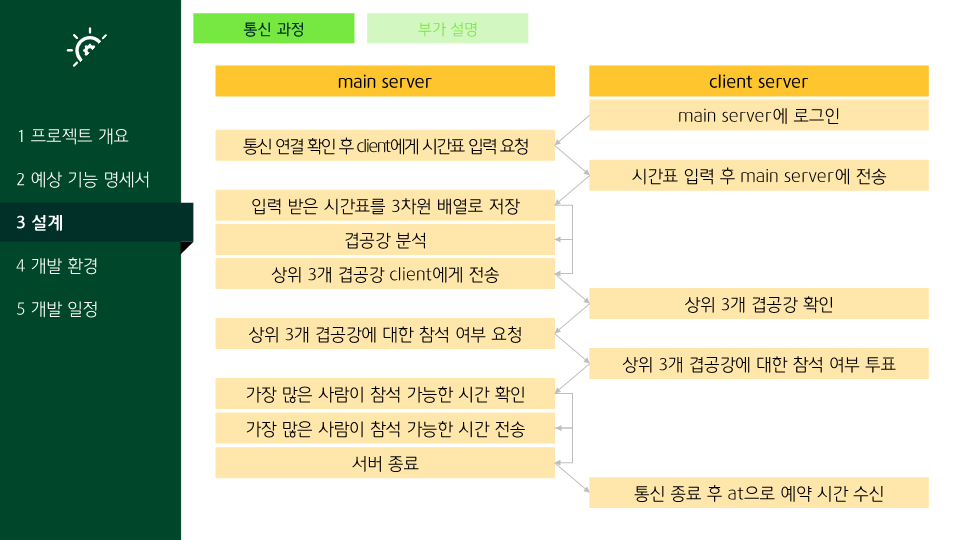 통신 과정
부가 설명
1 프로젝트 개요
2 예상 기능 명세서
3 설계
4 개발 환경
5 개발 일정
main server
client server
main server에 로그인
통신 연결 확인 후 client에게 시간표 입력 요청
시간표 입력 후 main server에 전송
입력 받은 시간표를 3차원 배열로 저장
겹공강 분석
상위 3개 겹공강 client에게 전송
상위 3개 겹공강 확인
상위 3개 겹공강에 대한 참석 여부 요청
상위 3개 겹공강에 대한 참석 여부 투표
가장 많은 사람이 참석 가능한 시간 확인
가장 많은 사람이 참석 가능한 시간 전송
서버 종료
통신 종료 후 at으로 예약 시간 수신